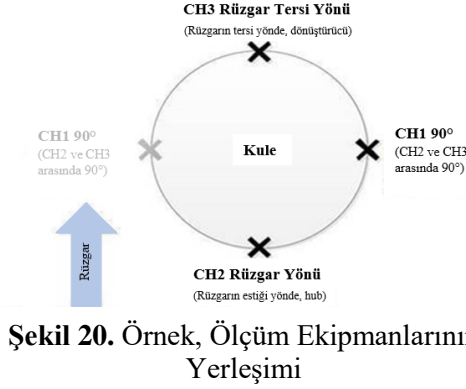 CH3 Rüzgar Tersi Yönü
(Rüzgarın tersi yönde, dönüştürücü)
CH1 90°
(CH2 ve CH3
arasında 90°)
Kule
CH1 90°
(CH2 ve CH3
arasında 90°)
Rüzgar
CH2 Rüzgar Yönü
(Rüzgarın estiği yönde, hub)
Şekil 20. Örnek, Ölçüm Ekipmanlarını
Yerleşimi